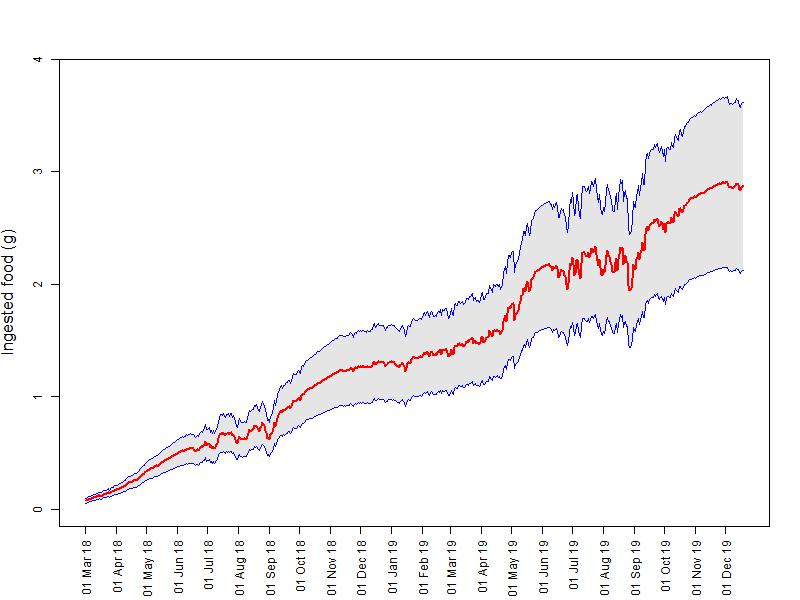 Ingested food (g)
4
3
2
1
0
01 Mar 18
01 Apr 18
01 May 18
01 Jun 18
01 Jul 18
01 Aug 18
01 Sep 18
01 Oct 18
01 Nov 18
01 Dec 18
01 Jan 19
01 Feb 19
01 Mar 19
01 Apr 19
01 May 19
01 Jun 19
01 Jul 19
01 Aug 19
01 Sep 19
01 Oct 19
01 Nov 19
01 Dec 19